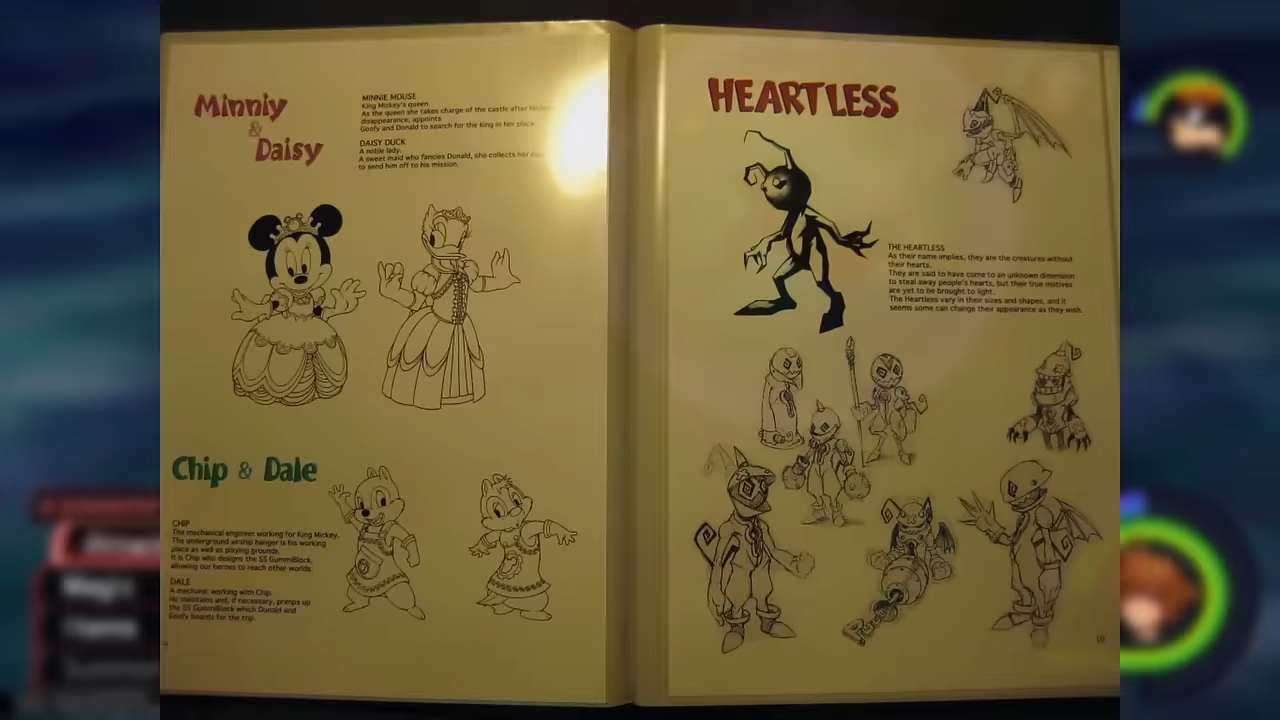 Minniy
&
Daisy
MINNIE MOUSE
King Mickey's queen.
As the queen she takes charge of the castle after
disappearance, appoints
Goofy and Donald to search for the king in her place
DAISY DUCK
A noble lady.
A sweet maid who fancies Donald, she collects her
to send him off to his mission.
Chip & Dale
CHIP
The mechanical engineer working for King Mickey.
The underground airship hanger is his working
place as well as playing grounds.
It is Chip who designs the SS GummiBlock,
allowing our heroes to reach other worlds.
DALE
A mechanic working with Chip.
He maintains and, if necessary, primps up
the SS GummiBlock which Donald and
Goofy boards for the trip.
9
HEARTLESS
THE HEARTLESS
As their name implies, they are the creatures without
their hearts.
They are said to have come to an unknown dimension
to steal away people's hearts, but their true motives
are yet to be brought to light.
The Heartless vary in their sizes and shapes, and it
seems some can change their appearance as they wish.
10
Magic
Items